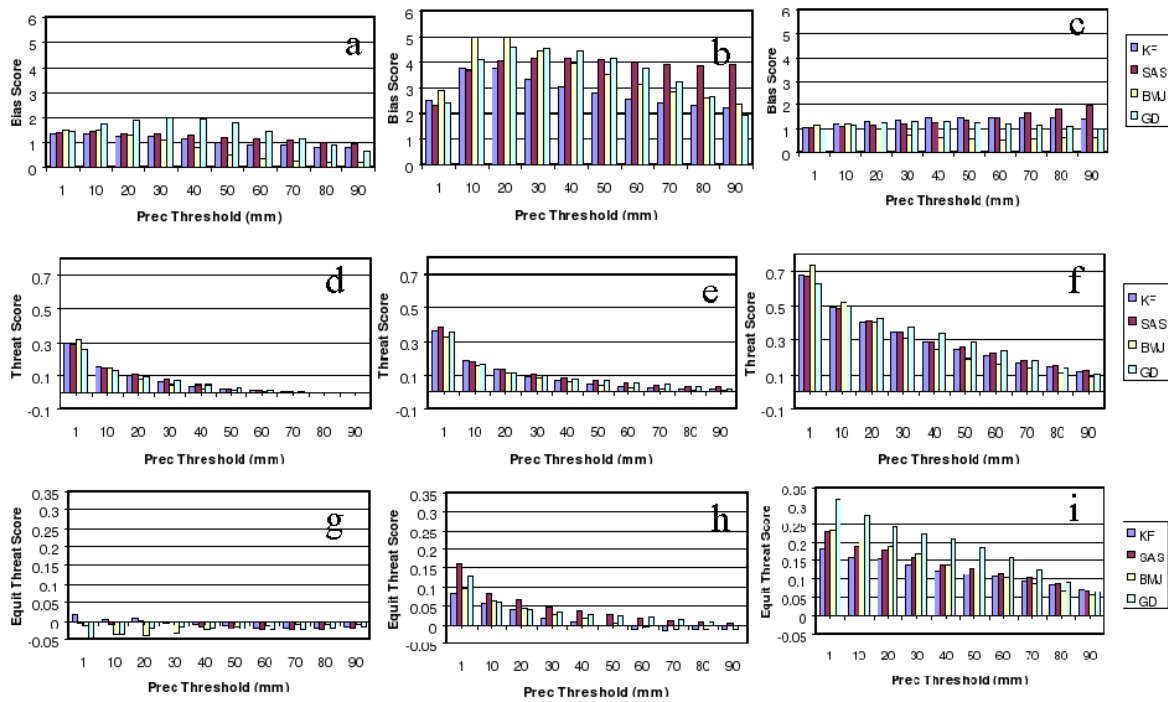 a
Bias Score
6
5
4
3
2
1
0
1 10 20 30 40 50 60 70 80 90
Prec Threshold (mm)
b
Bias Score
6
5
4
3
2
1
0
1 10 20 30 40 50 60 70 80 90
Prec Threshold (mm)
c
Bias Score
6
5
4
3
2
1
0
1 10 20 30 40 50 60 70 80 90
Prec Threshold (mm)
KF
SAS
BMJ
GD
d
Threat Score
0.7
0.5
0.3
0.1
-0.1
1 10 20 30 40 50 60 70 80 90
Prec Threshold (mm)
e
Threat Score
0.7
0.5
0.3
0.1
-0.1
1 10 20 30 40 50 60 70 80 90
Prec Threshold (mm)
f
Threat Score
0.7
0.5
0.3
0.1
-0.1
1 10 20 30 40 50 60 70 80 90
Prec Threshold (mm)
KF
SAS
BMJ
GD
g
Equit Threat Score
0.35
0.3
0.25
0.2
0.15
0.1
0.05
0
-0.05
1 10 20 30 40 50 60 70 80 90
Prec Threshold (mm)
h
Equit Threat Score
0.35
0.3
0.25
0.2
0.15
0.1
0.05
0
-0.05
1 10 20 30 40 50 60 70 80 90
Prec Threshold (mm)
i
Equit Threat Score
0.35
0.3
0.25
0.2
0.15
0.1
0.05
0
-0.05
1 10 20 30 40 50 60 70 80 90
Prec Threshold (mm)
KF
SAS
BMJ
GD